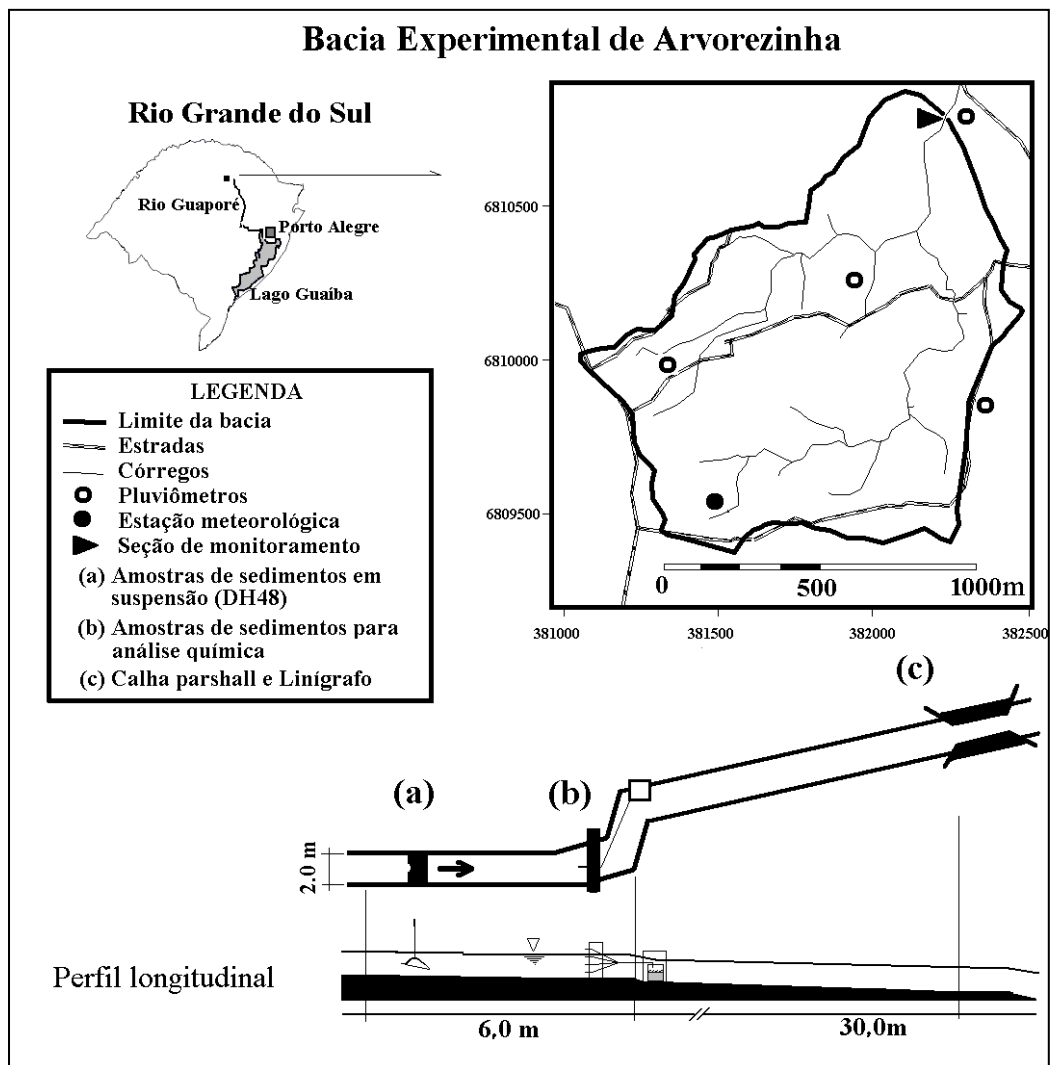 Bacia Experimental de Arvorezinha
Rio Grande do Sul
Rio Guaporé
Porto Alegre
Lago Guaíba
6810500
6810000
6809500
0
500
1000m
381000
381500
382000
382500
LEGENDA
Limite da bacia
Estradas
Córregos
Pluviômetros
Estação meteorológica
Seção de monitoramento
(a) Amostras de sedimentos em
suspensão (DH48)
(b) Amostras de sedimentos para
análise química
(c) Calha parshall e Linígrafo
(c)
(a)
(b)
2.0 m
Perfil longitudinal
6,0 m
30,0m